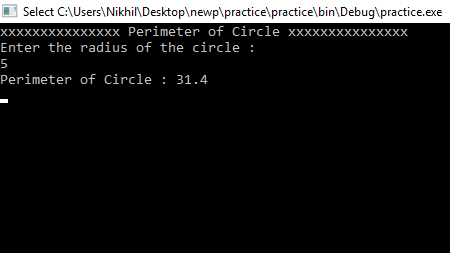 Select C:\Users\Nikhil\Desktop\newp\practice\practice\bin\Debug\practice.exe
xxxxxxxxxxxxxxx Perimeter of Circle xxxxxxxxxxxxxxx
Enter the radius of the circle :
5
Perimeter of Circle : 31.4